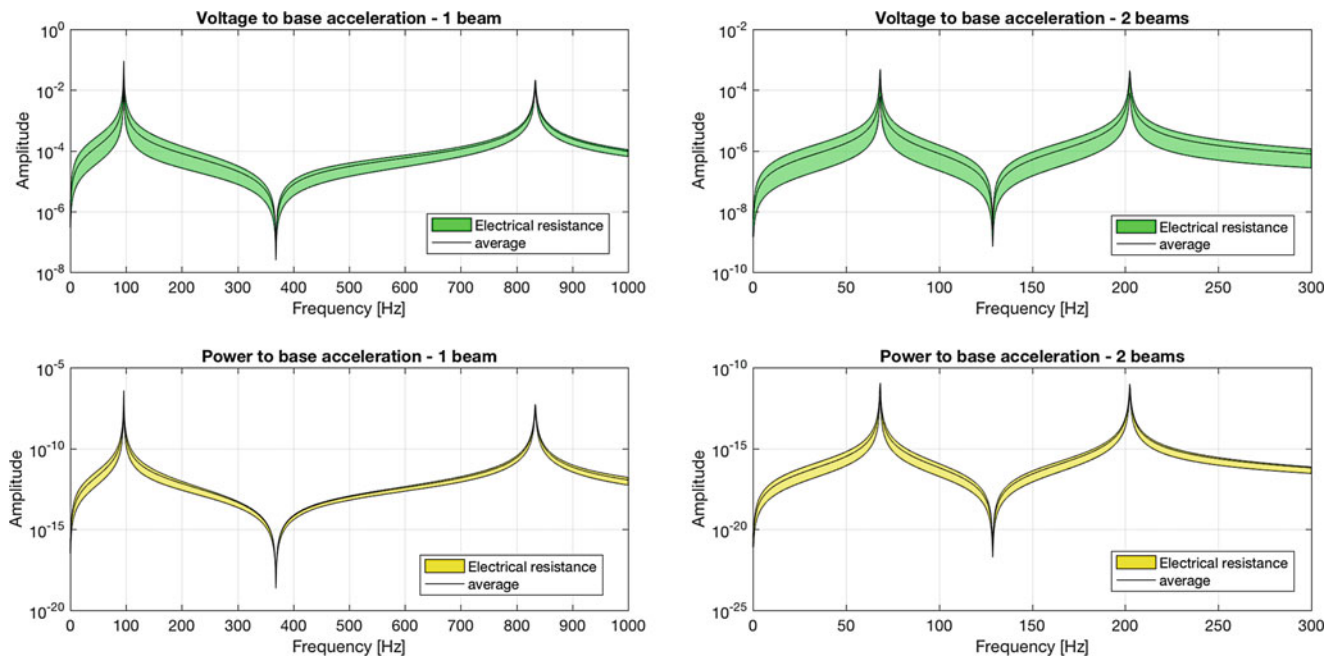 Voltage to base acceleration - 1 beam
10^0
10^-2
10^-4
10^-6
10^-8
Amplitude
0 100 200 300 400 500 600 700 800 900 1000
Frequency [Hz]
Electrical resistance
average
Voltage to base acceleration - 2 beams
10^-2
10^-4
10^-6
10^-8
10^-10
Amplitude
0 50 100 150 200 250 300
Frequency [Hz]
Electrical resistance
average
Power to base acceleration - 1 beam
10^-5
10^-10
10^-15
10^-20
Amplitude
0 100 200 300 400 500 600 700 800 900 1000
Frequency [Hz]
Electrical resistance
average
Power to base acceleration - 2 beams
10^-10
10^-15
10^-20
10^-25
Amplitude
0 50 100 150 200 250 300
Frequency [Hz]
Electrical resistance
average